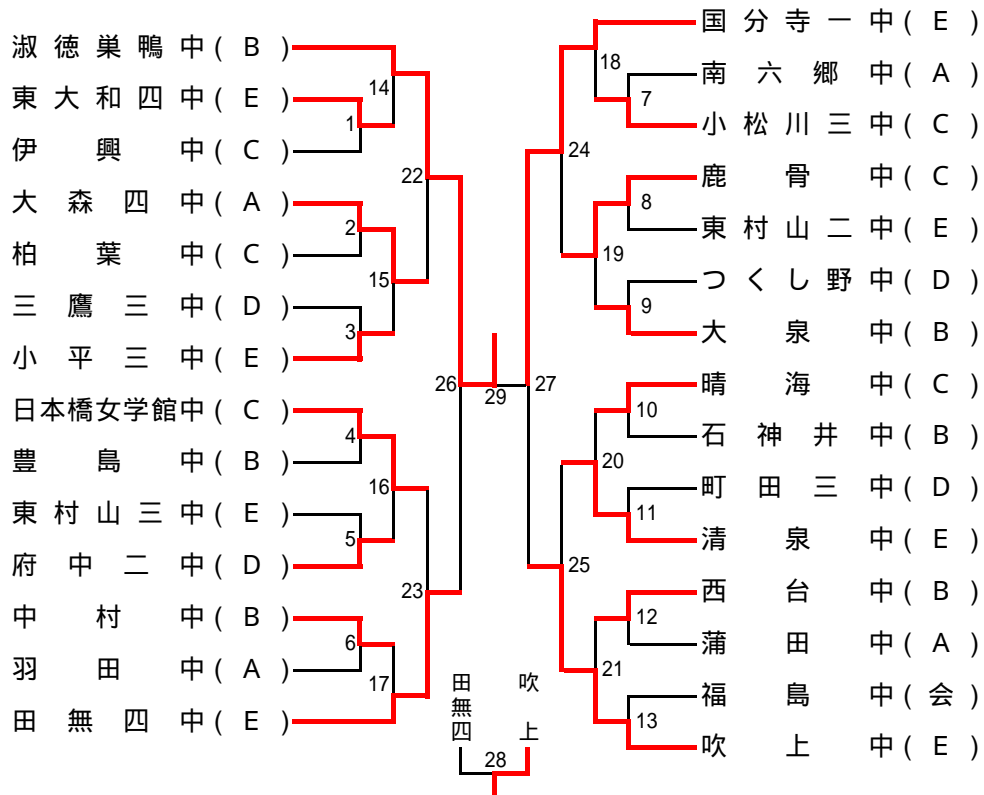 淑徳巣鴨中(B)
東大和四中(E)
伊興中(C)
大森四中(A)
柏葉中(C)
三鷹三中(D)
小平三中(E)
日本橋女学館中(C)
豊島中(B)
東村山三中(E)
府中二中(D)
中村中(B)
羽田中(A)
田無四中(E)
1
2
3
4
5
6
14
15
16
17
22
23
26
29
27
田無四
吹上
28
24
25
18
19
20
21
7
8
9
10
11
12
13
国分寺一中(E)
南六郷中(A)
小松川三中(C)
鹿骨中(C)
東村山二中(E)
つくし野中(D)
大泉中(B)
晴海中(C)
石神井中(B)
町田三中(D)
清泉中(E)
西台中(B)
蒲田中(A)
福島中(会)
吹上中(E)